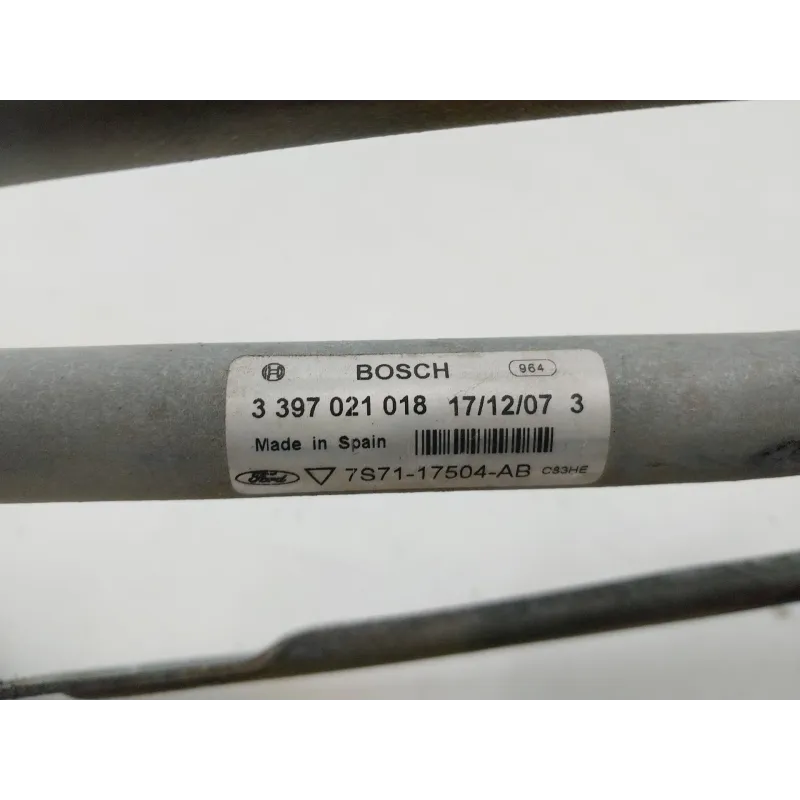 BOSCH 964
3 397 021 018 17/12/07 3
Made in Spain
Ford 7S71-17504-AB C83HE